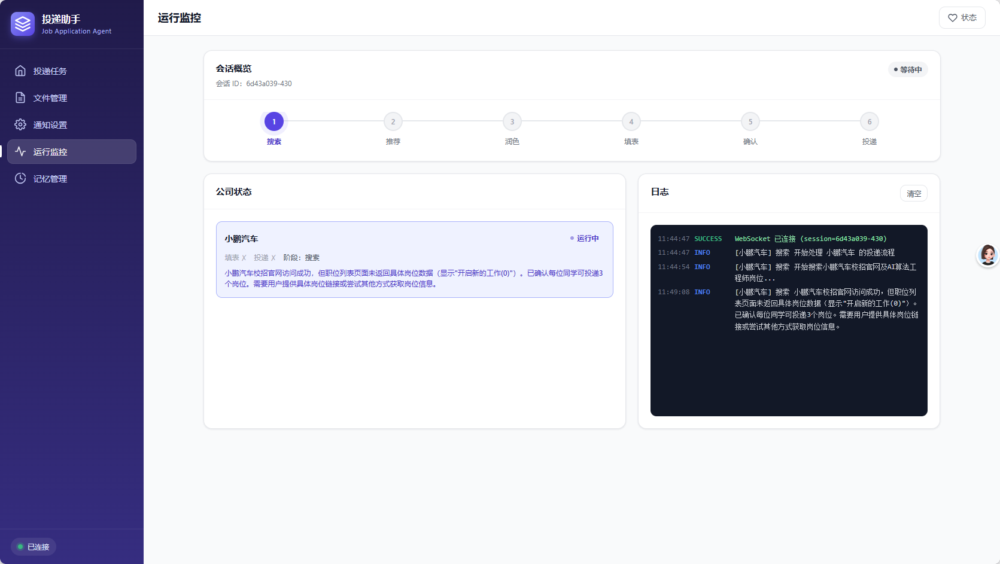 投递助手
Job Application Agent
投递任务
文件管理
通知设置
运行监控
记忆管理
已连接
运行监控
状态
会话概览
会话 ID：6d43a039-430
等待中
1
2
3
4
5
6
搜索
推荐
润色
填表
确认
投递
公司状态
小鹏汽车
运行中
填表 ✗ 投递 ✗ 阶段：搜索
小鹏汽车校招官网访问成功，但职位列表页面未返回具体岗位数据（显示"开启新的工作(0)"）。已确认每位同学可投递3
个岗位。需要用户提供具体岗位链接或尝试其他方式获取岗位信息。
日志
清空
11:44:47 SUCCESS WebSocket 已连接 (session=6d43a039-430)
11:44:47 INFO [小鹏汽车] 搜索 开始处理 小鹏汽车 的投递流程
11:44:54 INFO [小鹏汽车] 搜索 开始搜索小鹏汽车校招官网及AI算法工
程师岗位...
11:49:08 INFO [小鹏汽车] 搜索 小鹏汽车校招官网访问成功，但职位列
表页面未返回具体岗位数据（显示"开启新的工作(0)"）。
已确认每位同学可投递3个岗位。需要用户提供具体岗位链
接或尝试其他方式获取岗位信息。